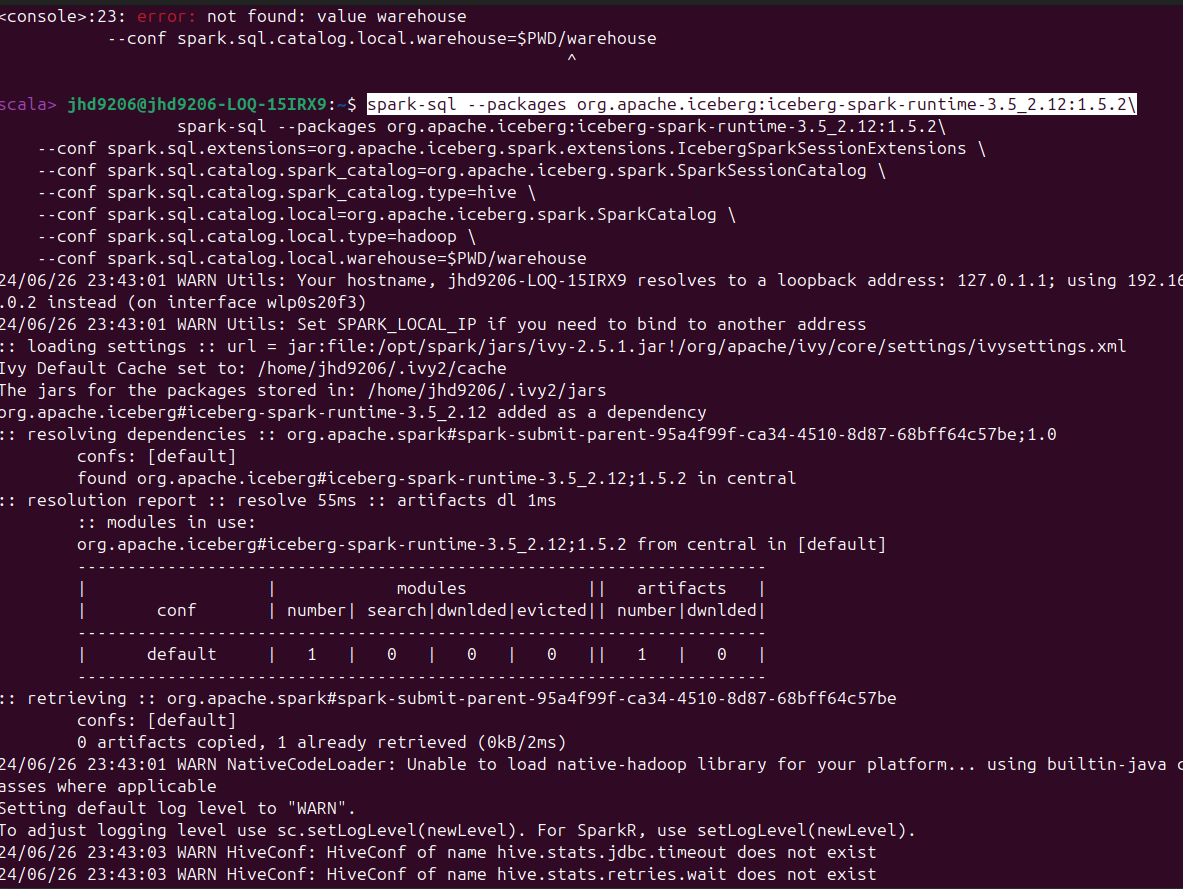 <console>:23: error: not found: value warehouse
--conf spark.sql.catalog.local.warehouse=$PWD/warehouse
^
scala> jhd9206@jhd9206-LOQ-15IRX9:~$ spark-sql --packages org.apache.iceberg:iceberg-spark-runtime-3.5_2.12:1.5.2\
spark-sql --packages org.apache.iceberg:iceberg-spark-runtime-3.5_2.12:1.5.2\
--conf spark.sql.extensions=org.apache.iceberg.spark.extensions.IcebergSparkSessionExtensions \
--conf spark.sql.catalog.spark_catalog=org.apache.iceberg.spark.SparkSessionCatalog \
--conf spark.sql.catalog.spark_catalog.type=hive \
--conf spark.sql.catalog.local=org.apache.iceberg.spark.SparkCatalog \
--conf spark.sql.catalog.local.type=hadoop \
--conf spark.sql.catalog.local.warehouse=$PWD/warehouse
24/06/26 23:43:01 WARN Utils: Your hostname, jhd9206-LOQ-15IRX9 resolves to a loopback address: 127.0.1.1; using 192.16
.0.2 instead (on interface wlp0s20f3)
24/06/26 23:43:01 WARN Utils: Set SPARK_LOCAL_IP if you need to bind to another address
:: loading settings :: url = jar:file:/opt/spark/jars/ivy-2.5.1.jar!/org/apache/ivy/core/settings/ivysettings.xml
Ivy Default Cache set to: /home/jhd9206/.ivy2/cache
The jars for the packages stored in: /home/jhd9206/.ivy2/jars
org.apache.iceberg#iceberg-spark-runtime-3.5_2.12 added as a dependency
:: resolving dependencies :: org.apache.spark#spark-submit-parent-95a4f99f-ca34-4510-8d87-68bff64c57be;1.0
confs: [default]
found org.apache.iceberg#iceberg-spark-runtime-3.5_2.12;1.5.2 in central
:: resolution report :: resolve 55ms :: artifacts dl 1ms
:: modules in use:
org.apache.iceberg#iceberg-spark-runtime-3.5_2.12;1.5.2 from central in [default]
---------------------------------------------------------------------
|                  |            modules            ||   artifacts   |
|       conf       | number| search|dwnlded|evicted|| number|dwnlded|
---------------------------------------------------------------------
|      default     |   1   |   0   |   0   |   0   ||   1   |   0   |
---------------------------------------------------------------------
:: retrieving :: org.apache.spark#spark-submit-parent-95a4f99f-ca34-4510-8d87-68bff64c57be
confs: [default]
0 artifacts copied, 1 already retrieved (0kB/2ms)
24/06/26 23:43:01 WARN NativeCodeLoader: Unable to load native-hadoop library for your platform... using builtin-java c
asses where applicable
Setting default log level to "WARN".
To adjust logging level use sc.setLogLevel(newLevel). For SparkR, use setLogLevel(newLevel).
24/06/26 23:43:03 WARN HiveConf: HiveConf of name hive.stats.jdbc.timeout does not exist
24/06/26 23:43:03 WARN HiveConf: HiveConf of name hive.stats.retries.wait does not exist